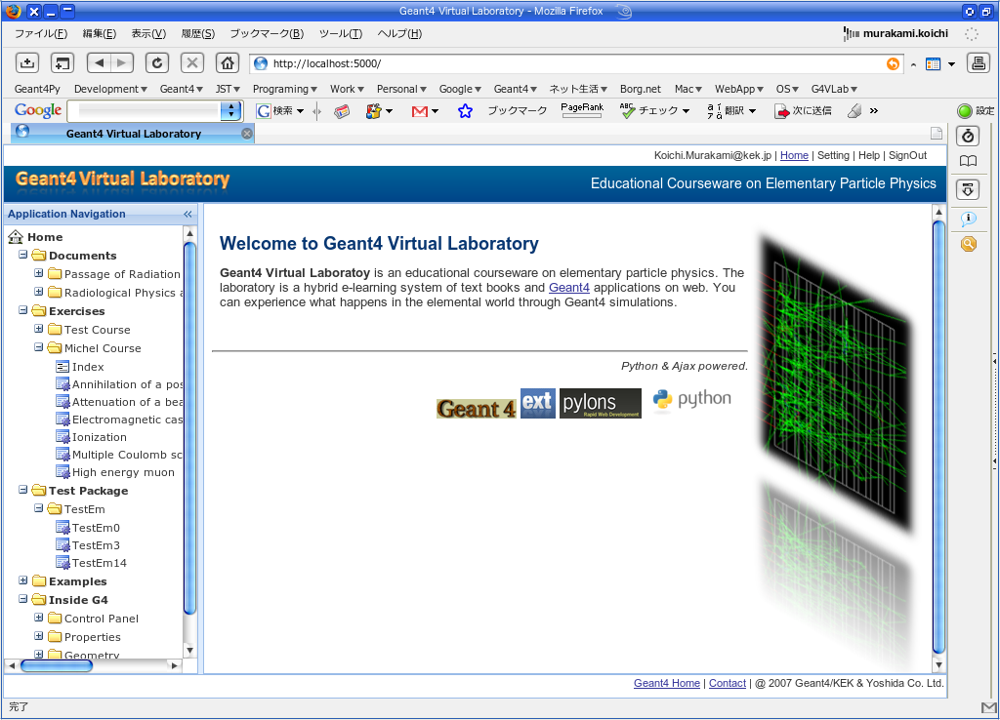 Geant4 Virtual Laboratory - Mozilla Firefox
ファイル(F) 編集(E) 表示(V) 履歴(S) ブックマーク(B) ツール(T) ヘルプ(H) murakami.koichi
http://localhost:5000/
Geant4Py Development Geant4 JST Programing Work Personal Google Geant4 ネット生活 Borg.net Mac WebApp OS G4VLab
Google G 検索 ブックマーク PageRank ABC チェック 翻訳 次に送信 » 設定
Geant4 Virtual Laboratory
Koichi.Murakami@kek.jp | Home | Setting | Help | SignOut
Geant4 Virtual Laboratory
Educational Courseware on Elementary Particle Physics
Application Navigation «
Home
Documents
Passage of Radiation
Radiological Physics a
Exercises
Test Course
Michel Course
Index
Annihilation of a pos
Attenuation of a bea
Electromagnetic cas
Ionization
Multiple Coulomb sc
High energy muon
Test Package
TestEm
TestEm0
TestEm3
TestEm14
Examples
Inside G4
Control Panel
Properties
Geometry
Welcome to Geant4 Virtual Laboratory
Geant4 Virtual Laboratoy is an educational courseware on elementary particle physics. The
laboratory is a hybrid e-learning system of text books and Geant4 applications on web. You
can experience what happens in the elemental world through Geant4 simulations.
Python & Ajax powered.
Geant 4 ext pylons python
Rapid Web Development
Geant4 Home | Contact | @ 2007 Geant4/KEK & Yoshida Co. Ltd.
完了